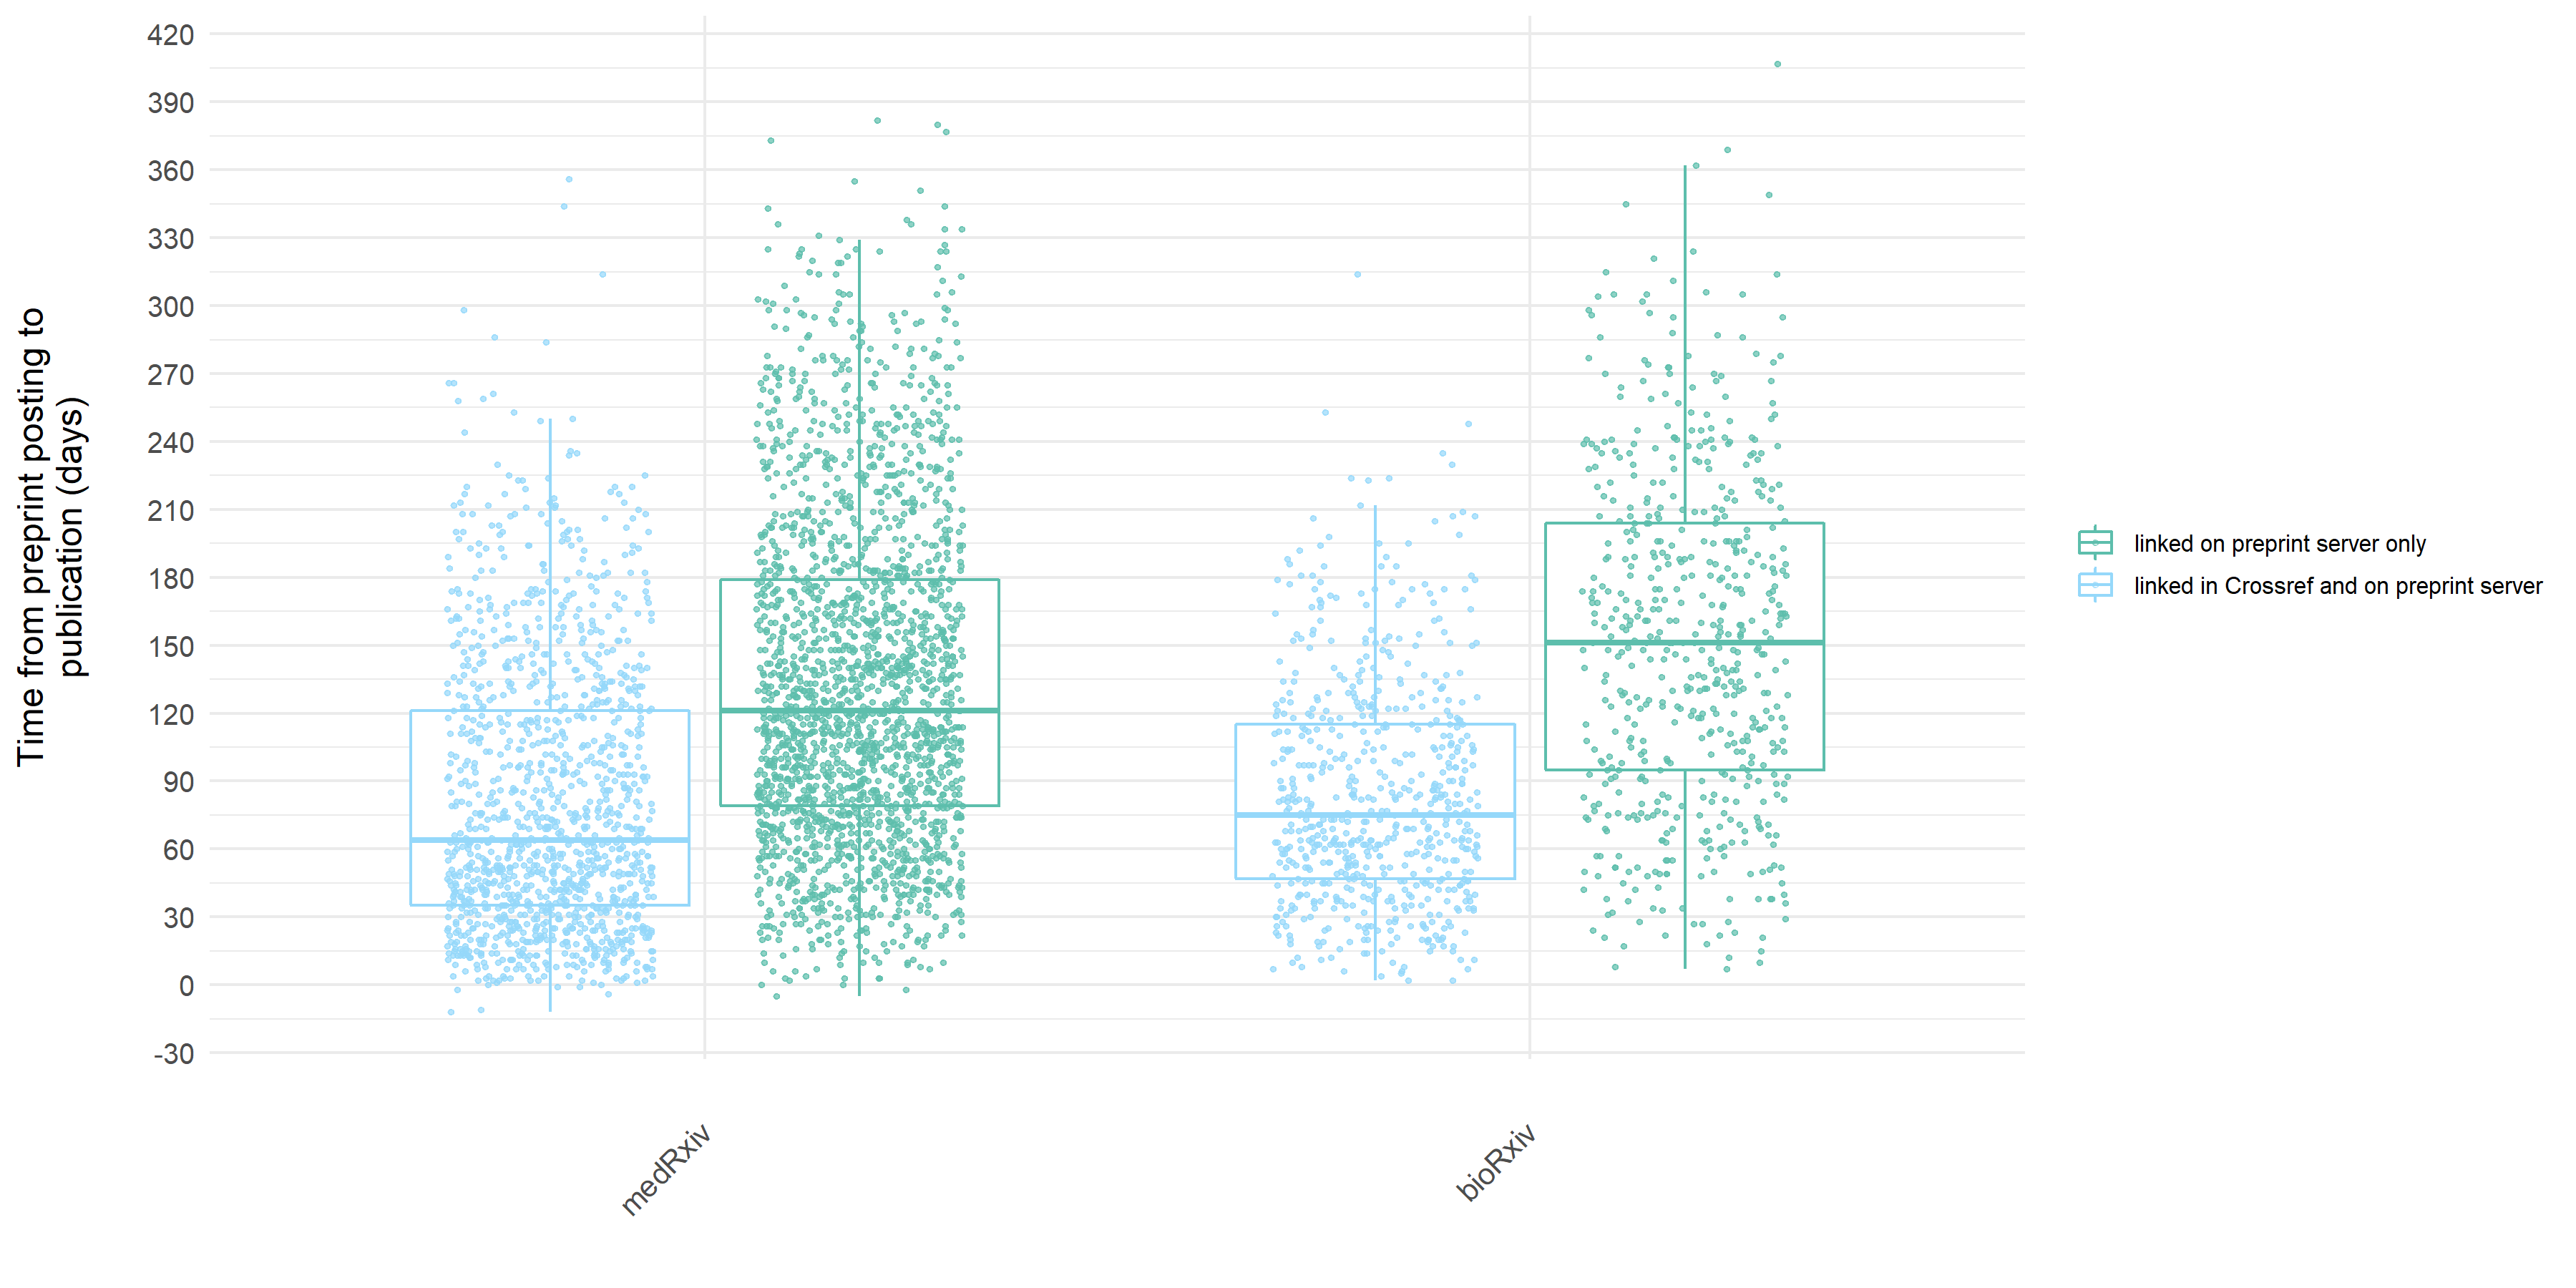 Time from preprint posting to
publication (days)
420
390
360
330
300
270
240
210
180
150
120
90
60
30
0
-30
medRxiv
bioRxiv
linked on preprint server only
linked in Crossref and on preprint server